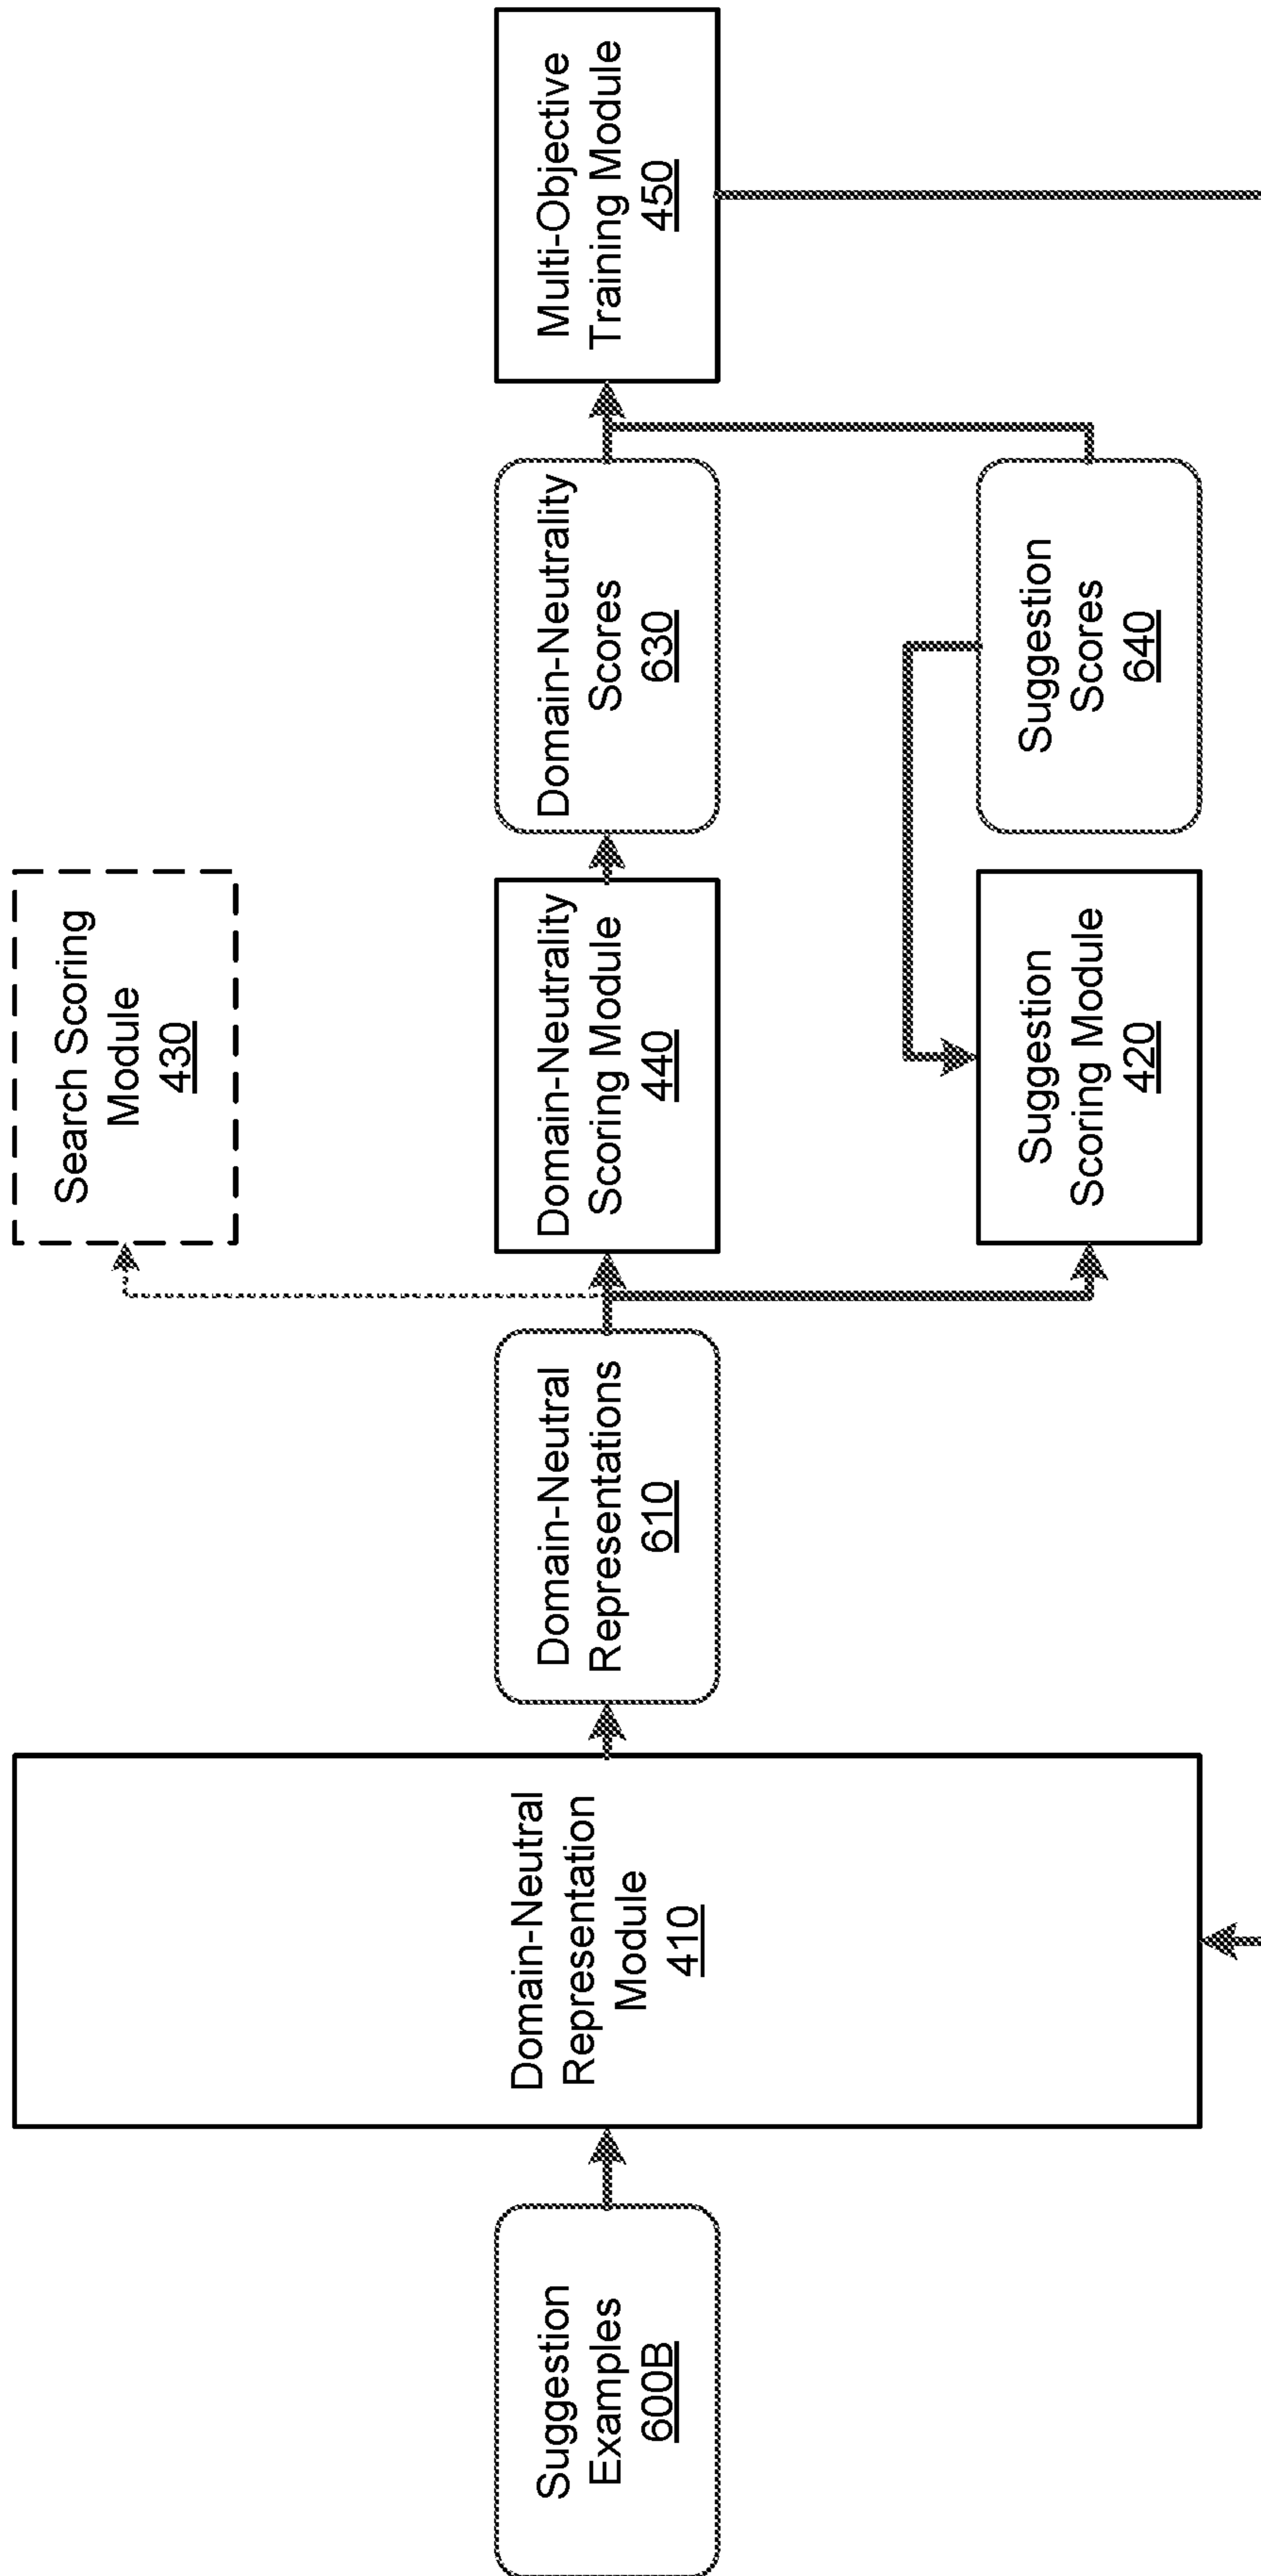 Suggestion
Examples
600B
Domain-Neutral
Representation
Module
410
Domain-Neutral
Representations
610
Search Scoring
Module
430
Domain-Neutrality
Scoring Module
440
Suggestion
Scoring Module
420
Domain-Neutrality
Scores
630
Suggestion
Scores
640
Multi-Objective
Training Module
450